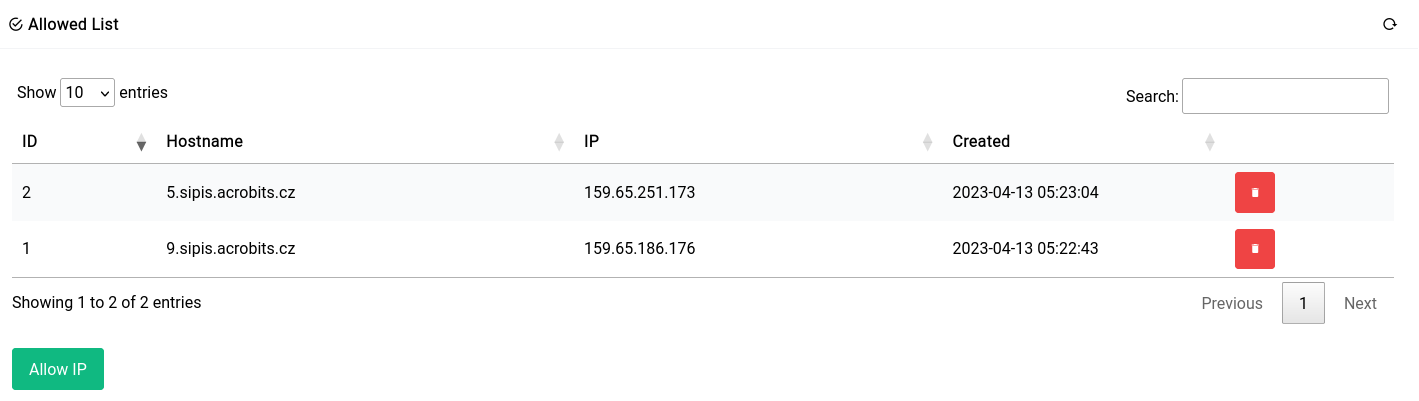 Allowed List
Show 10 entries
Search:
ID Hostname IP Created
2 5.sipis.acrobits.cz 159.65.251.173 2023-04-13 05:23:04
1 9.sipis.acrobits.cz 159.65.186.176 2023-04-13 05:22:43
Showing 1 to 2 of 2 entries
Previous 1 Next
Allow IP